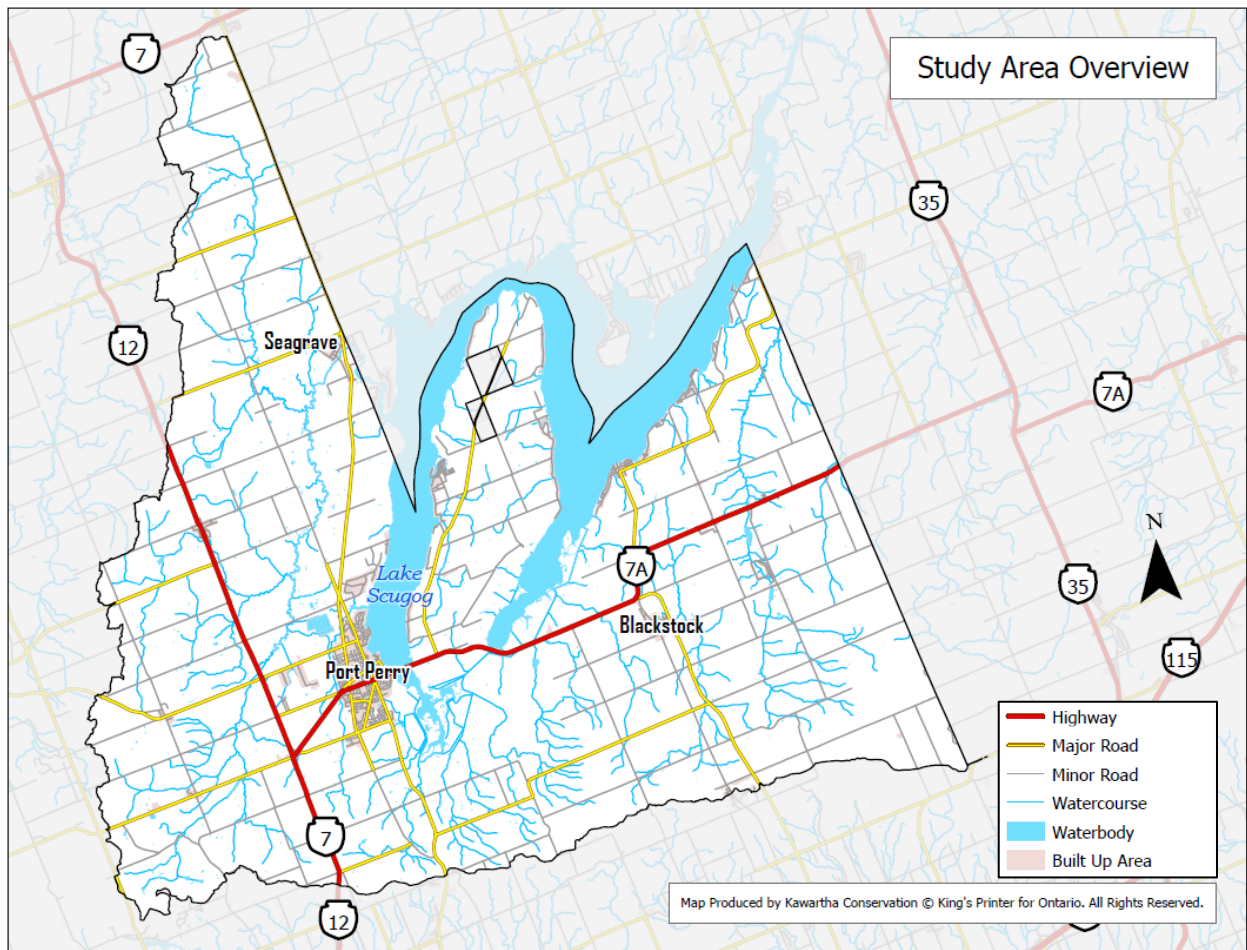 Study Area Overview
7
35
12
Seagrave
7A
7A
Lake
Scugog
35
Blackstock
N
115
Port Perry
7
12
Highway
Major Road
Minor Road
Watercourse
Waterbody
Built Up Area
Map Produced by Kawartha Conservation © King's Printer for Ontario. All Rights Reserved.